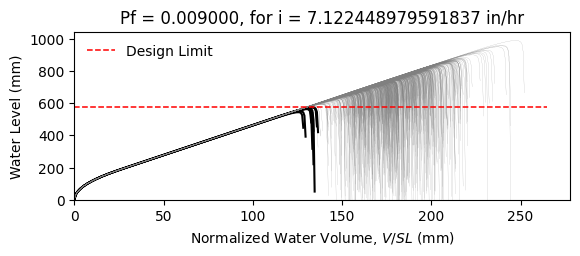 Pf = 0.009000, for i = 7.122448979591837 in/hr
Design Limit
Water Level (mm)
1000
800
600
400
200
0
0 50 100 150 200 250
Normalized Water Volume, V/SL (mm)